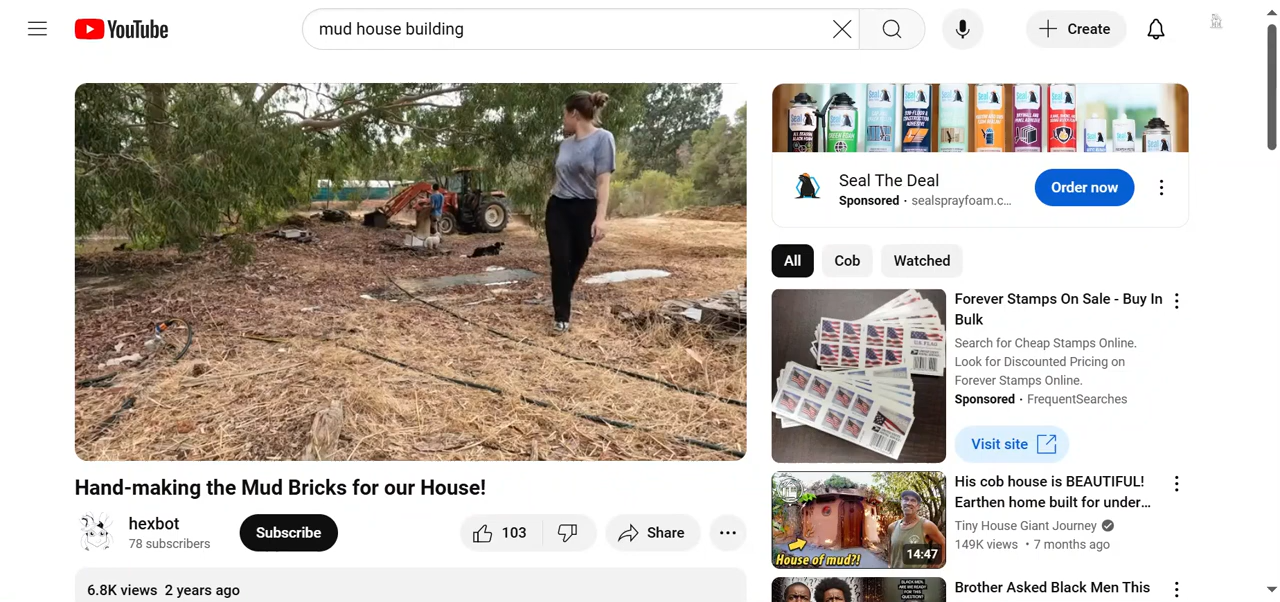 YouTube
mud house building
Create
Seal The Deal
Order now
Sponsored · sealsprayfoam.c...
All
Cob
Watched
Forever Stamps On Sale - Buy In
Bulk
Search for Cheap Stamps Online.
Look for Discounted Pricing on
Forever Stamps Online.
Sponsored · FrequentSearches
Visit site
Hand-making the Mud Bricks for our House!
hexbot
78 subscribers
Subscribe
103
Share
6.8K views 2 years ago
His cob house is BEAUTIFUL!
Earthen home built for under...
Tiny House Giant Journey
149K views • 7 months ago
House of mud?!
14:47
Brother Asked Black Men This